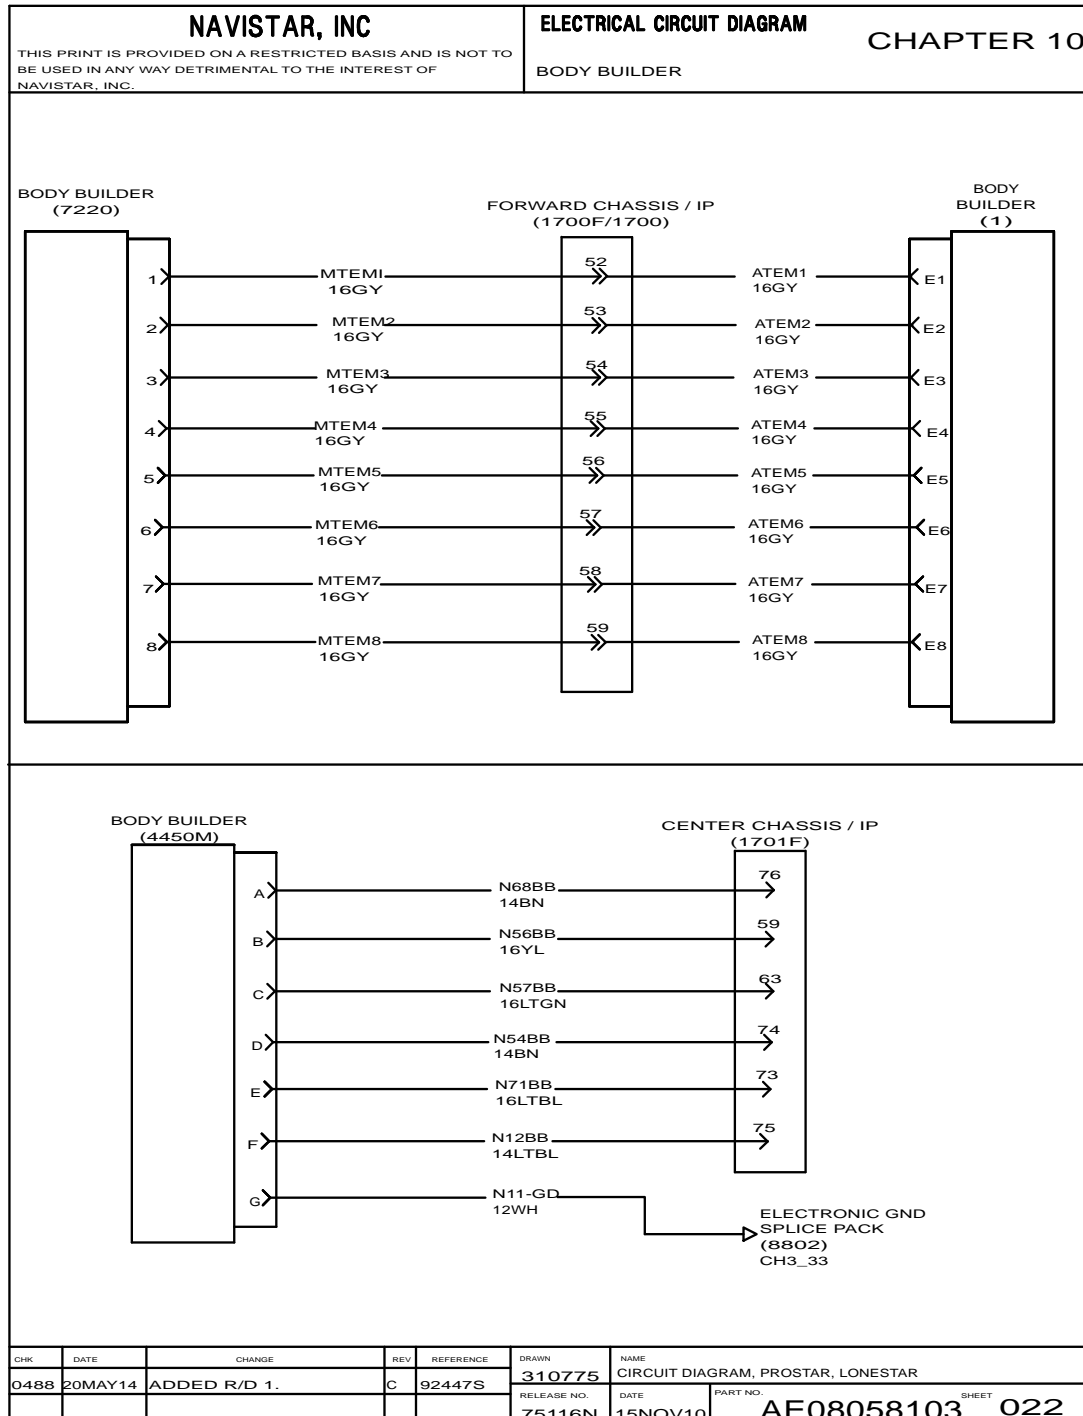 NAVISTAR, INC
THIS PRINT IS PROVIDED ON A RESTRICTED BASIS AND IS NOT TO
BE USED IN ANY WAY DETRIMENTAL TO THE INTEREST OF
NAVISTAR, INC.
ELECTRICAL CIRCUIT DIAGRAM
BODY BUILDER
CHAPTER 10
BODY BUILDER
(7220)
FORWARD CHASSIS / IP
(1700F/1700)
BODY
BUILDER
(1)
1 MTEM1 52 ATEM1 E1
16GY 16GY
2 MTEM2 53 ATEM2 E2
16GY 16GY
3 MTEM3 54 ATEM3 E3
16GY 16GY
4 MTEM4 55 ATEM4 E4
16GY 16GY
5 MTEM5 56 ATEM5 E5
16GY 16GY
6 MTEM6 57 ATEM6 E6
16GY 16GY
7 MTEM7 58 ATEM7 E7
16GY 16GY
8 MTEM8 59 ATEM8 E8
16GY 16GY
BODY BUILDER
(4450M)
CENTER CHASSIS / IP
(1701F)
A N68BB 76
14BN
B N56BB 59
16YL
C N57BB 63
16LTGN
D N54BB 74
14BN
E N71BB 73
16LTBL
F N12BB 75
14LTBL
G N11-GD
12WH
ELECTRONIC GND
SPLICE PACK
(8802)
CH3_33
CHK DATE CHANGE REV REFERENCE
0488 20MAY14 ADDED R/D 1. C 92447S
DRAWN
310775
NAME
CIRCUIT DIAGRAM, PROSTAR, LONESTAR
RELEASE NO.
75116N
DATE
15NOV10
PART NO.
AE08058103
SHEET
022